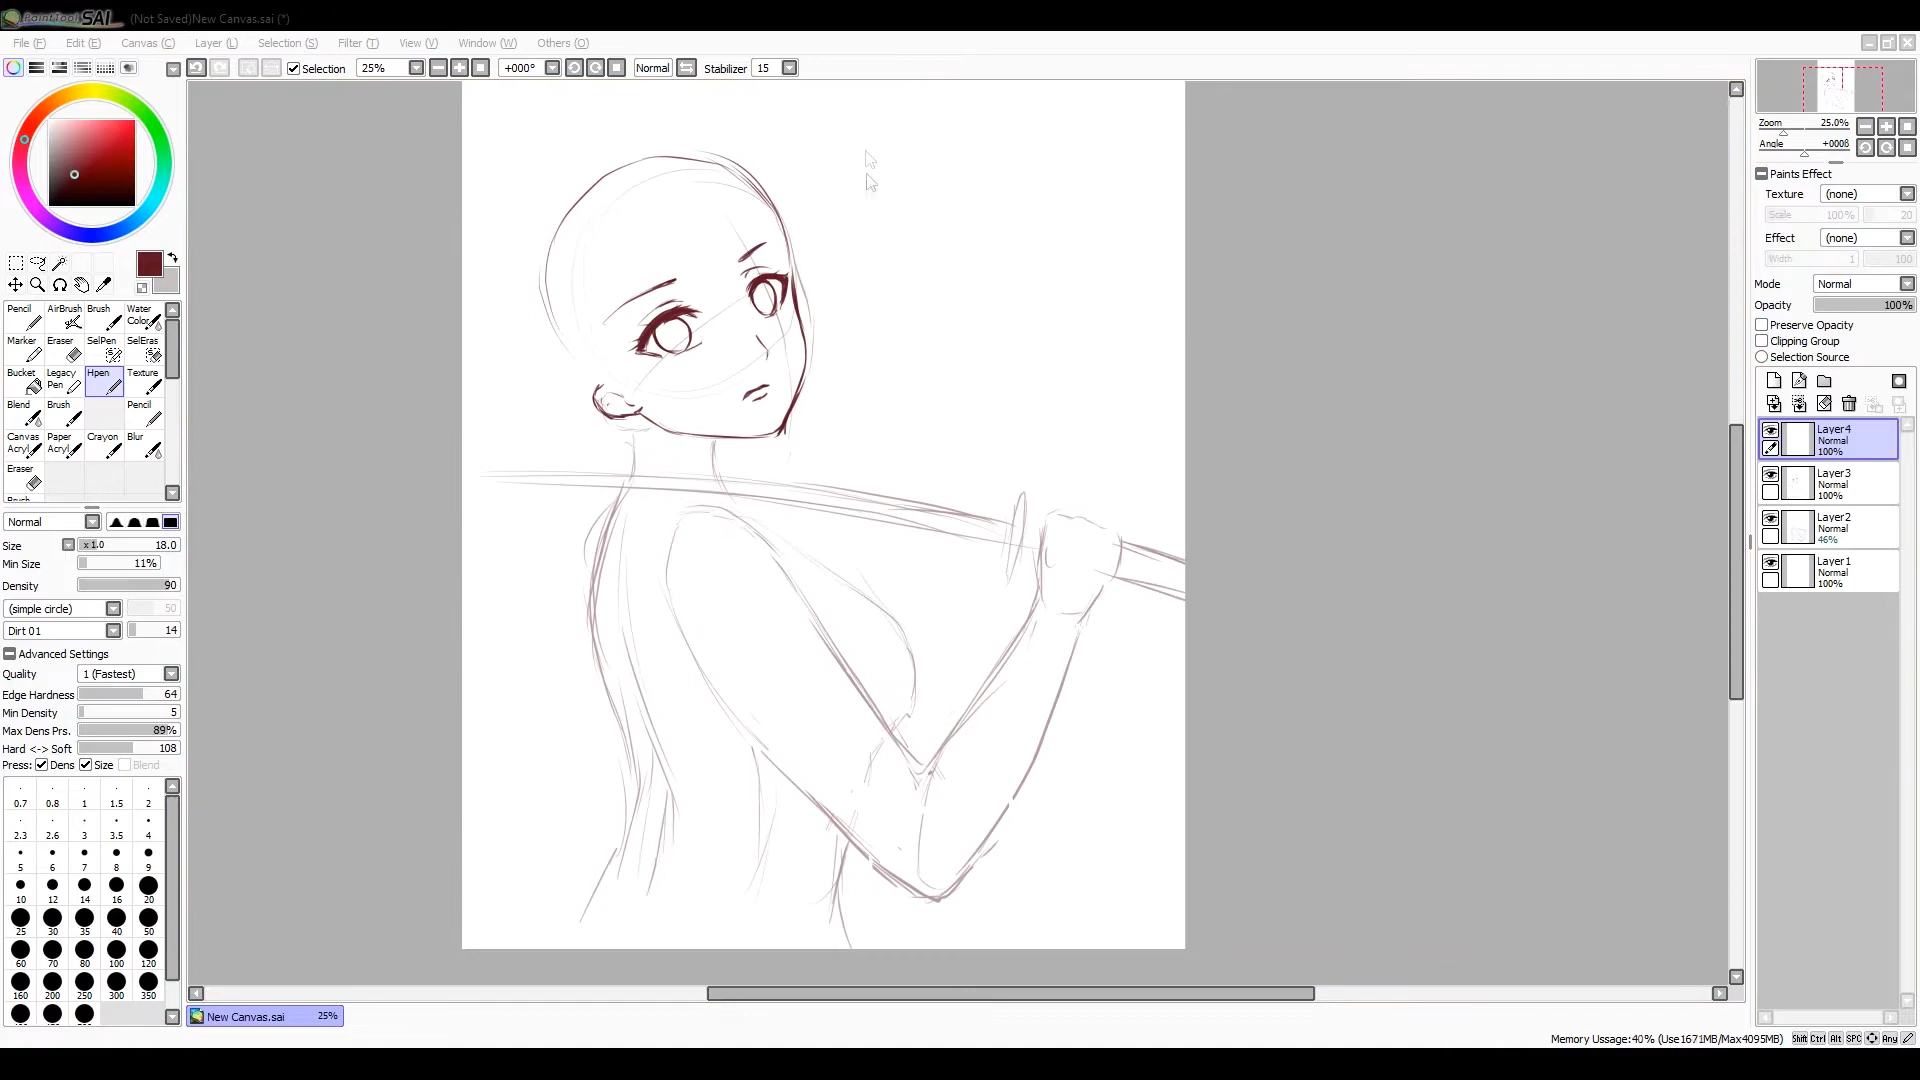 PaintTool SAI (Not Saved)New Canvas.sai (*)
File (F) Edit (E) Canvas (C) Layer (L) Selection (S) Filter (T) View (V) Window (W) Others (O)
Selection 25% +000° Normal Stabilizer 15
Zoom 25.0%
Angle +000ß
Paints Effect
Texture (none)
Scale 100% 20
Effect (none)
Width 1 100
Mode Normal
Opacity 100%
Preserve Opacity
Clipping Group
Selection Source
Layer4
Normal
100%
Layer3
Normal
100%
Layer2
Normal
46%
Layer1
Normal
100%
Pencil AirBrush Brush Water Color
Marker Eraser SelPen SelEras
Bucket Legacy Pen Hpen Texture
Blend Brush Pencil
Canvas Acryl Paper Acryl Crayon Blur
Eraser
Normal
Size x1.0 18.0
Min Size 11%
Density 90
(simple circle) 50
Dirt 01 14
Advanced Settings
Quality 1 (Fastest)
Edge Hardness 64
Min Density 5
Max Dens Prs. 89%
Hard <-> Soft 108
Press: Dens Size Blend
0.7 0.8 1 1.5 2
2.3 2.6 3 3.5 4
5 6 7 8 9
10 12 14 16 20
25 30 35 40 50
60 70 80 100 120
160 200 250 300 350
New Canvas.sai 25%
Memory Ussage:40% (Use1671MB/Max4095MB) Shift Ctrl Alt SPC Any